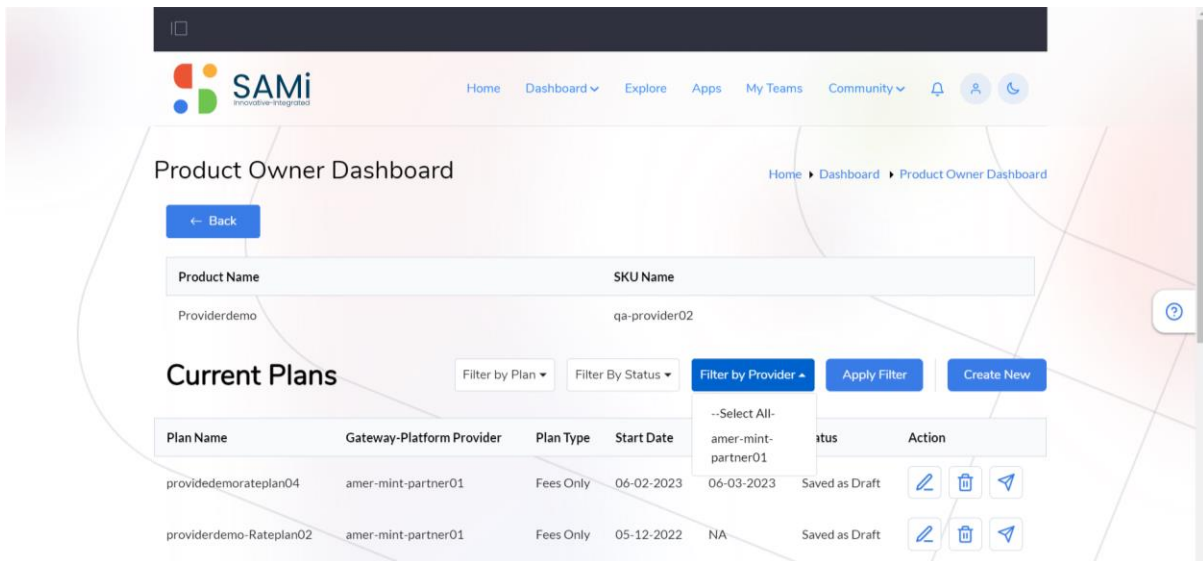 SAMi
Innovative-Integrated
Home Dashboard Explore Apps My Teams Community
Product Owner Dashboard
Home Dashboard Product Owner Dashboard
← Back
Product Name SKU Name
Providerdemo qa-provider02
Current Plans
Filter by Plan Filter By Status Filter by Provider Apply Filter Create New
--Select All-
amer-mint-
partner01
Plan Name Gateway-Platform Provider Plan Type Start Date atus Action
providedemorateplan04 amer-mint-partner01 Fees Only 06-02-2023 06-03-2023 Saved as Draft
providerdemo-Rateplan02 amer-mint-partner01 Fees Only 05-12-2022 NA Saved as Draft